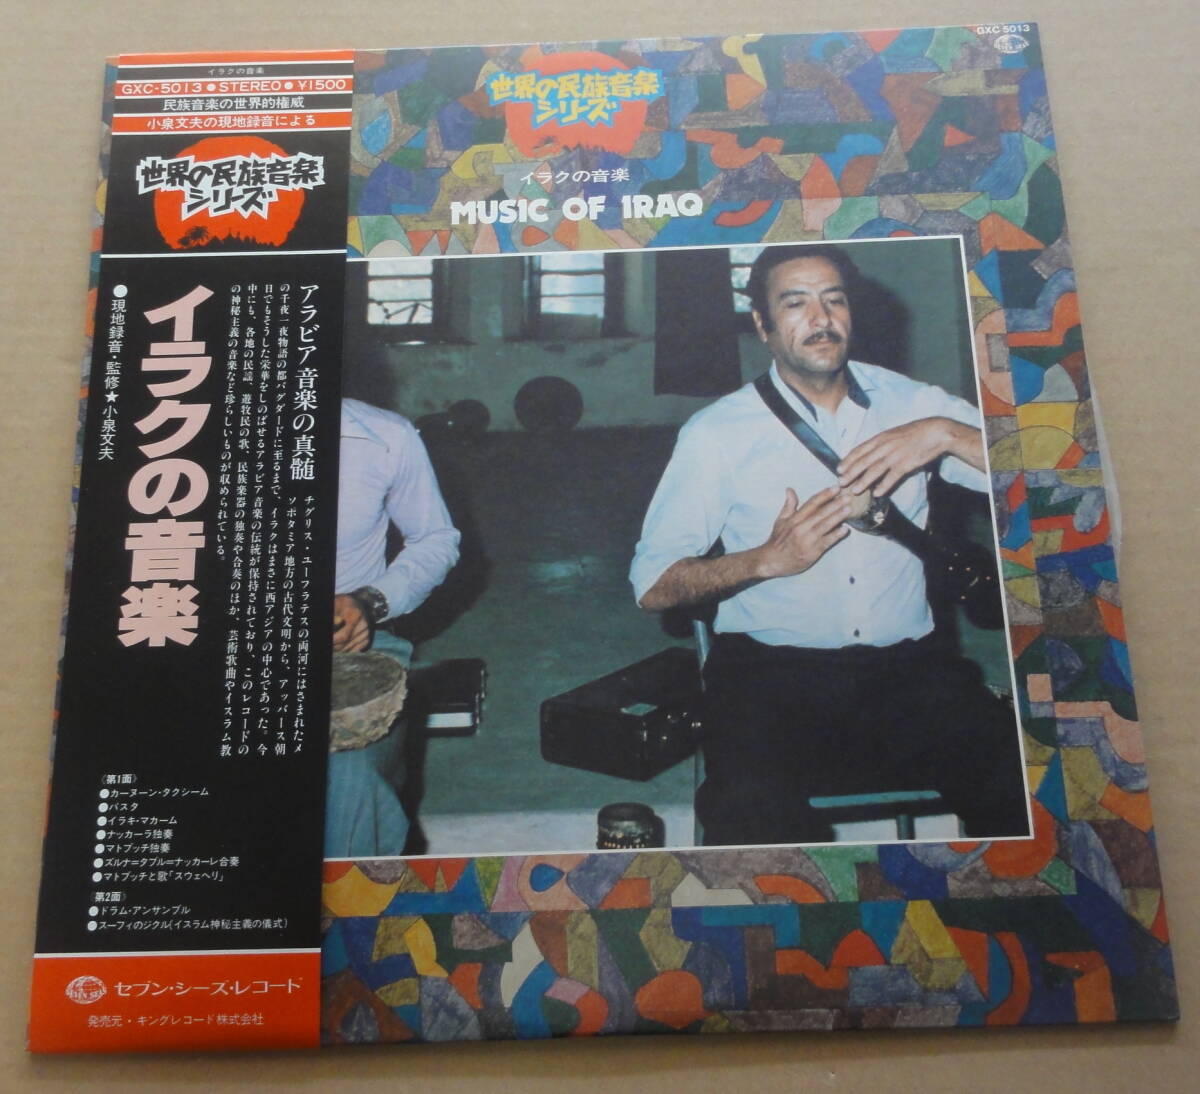 イラクの音楽
GXC-5013●STEREO●¥1500
民族音楽の世界的権威
小泉文夫の現地録音による
世界の民族音楽
シリーズ
●現地録音・監修★小泉文夫
イラクの音楽
アラビア音楽の真髄
チグリス・ユーフラテスの両河にはさまれたメ
ソポタミア地方の古代文明から、アッバース朝
の千夜一夜物語の都バグダードに至るまで、イラクはまさに西アジアの中心であった。今
日でもそうした栄華をしのばせるアラビア音楽の伝統が保持されており、このレコードの
中にも、各地の民謡、遊牧民の歌、民族楽器の独奏や合奏のほか、芸術歌曲やイスラム教
の神秘主義の音楽など珍らしいものが収められている。
〈第1面〉
●カーヌーン・タクシーム
●バスタ
●イラキ・マカーム
●ナッカーラ独奏
●マトブッチ独奏
●ズルナ=タブル=ナッカーレ合奏
●マトブッチと歌「スウェヘリ」
〈第2面〉
●ドラム・アンサンブル
●スーフィのジクル(イスラム神秘主義の儀式)
SEVEN SEAS
セブン・シーズ・レコード
発売元・キングレコード株式会社
GXC 5013
SEVEN SEAS
世界の民族音楽
シリーズ
イラクの音楽
MUSIC OF IRAQ